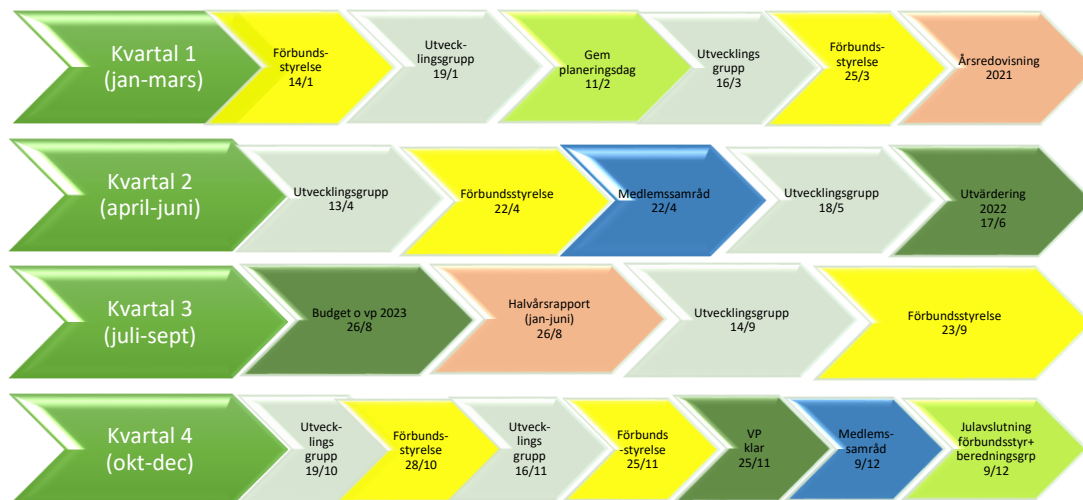 Kvartal 1
(jan-mars)
Förbunds-
styrelse
14/1
Utveck-
lingsgrupp
19/1
Gem
planeringsdag
11/2
Utvecklings
grupp
16/3
Förbunds-
styrelse
25/3
Årsredovisning
2021
Kvartal 2
(april-juni)
Utvecklingsgrupp
13/4
Förbundsstyrelse
22/4
Medlemssamråd
22/4
Utvecklingsgrupp
18/5
Utvärdering
2022
17/6
Kvartal 3
(juli-sept)
Budget o vp 2023
26/8
Halvårsrapport
(jan-juni)
26/8
Utvecklingsgrupp
14/9
Förbundsstyrelse
23/9
Kvartal 4
(okt-dec)
Utveck-
lings
grupp
19/10
Förbunds-
styrelse
28/10
Utveck-
lings
grupp
16/11
Förbunds
-styrelse
25/11
VP
klar
25/11
Medlems-
samråd
9/12
Julavslutning
förbundsstyr+
beredningsgrp
9/12